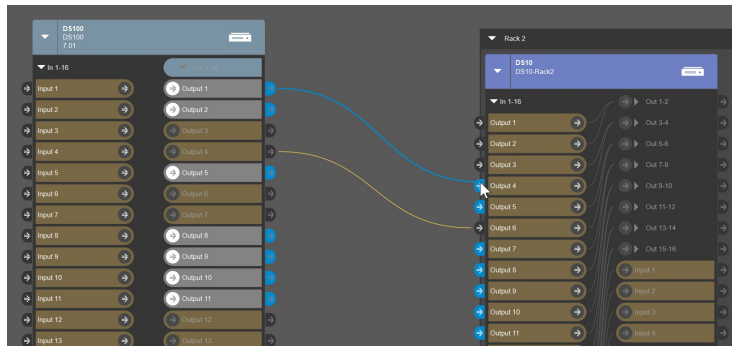 DS100
DS100
7.01
In 1-16
Input 1
Input 2
Input 3
Input 4
Input 5
Input 6
Input 7
Input 8
Input 9
Input 10
Input 11
Input 12
Input 13
Output 1
Output 2
Output 3
Output 4
Output 5
Output 6
Output 7
Output 8
Output 9
Output 10
Output 11
Output 12
Output 13
Rack 2
DS10
DS10-Rack2
In 1-16
Output 1
Output 2
Output 3
Output 4
Output 5
Output 6
Output 7
Output 8
Output 9
Output 10
Output 11
Out 1-2
Out 3-4
Out 5-6
Out 7-8
Out 9-10
Out 11-12
Out 13-14
Out 15-16
Input 1
Input 2
Input 3
Input 4